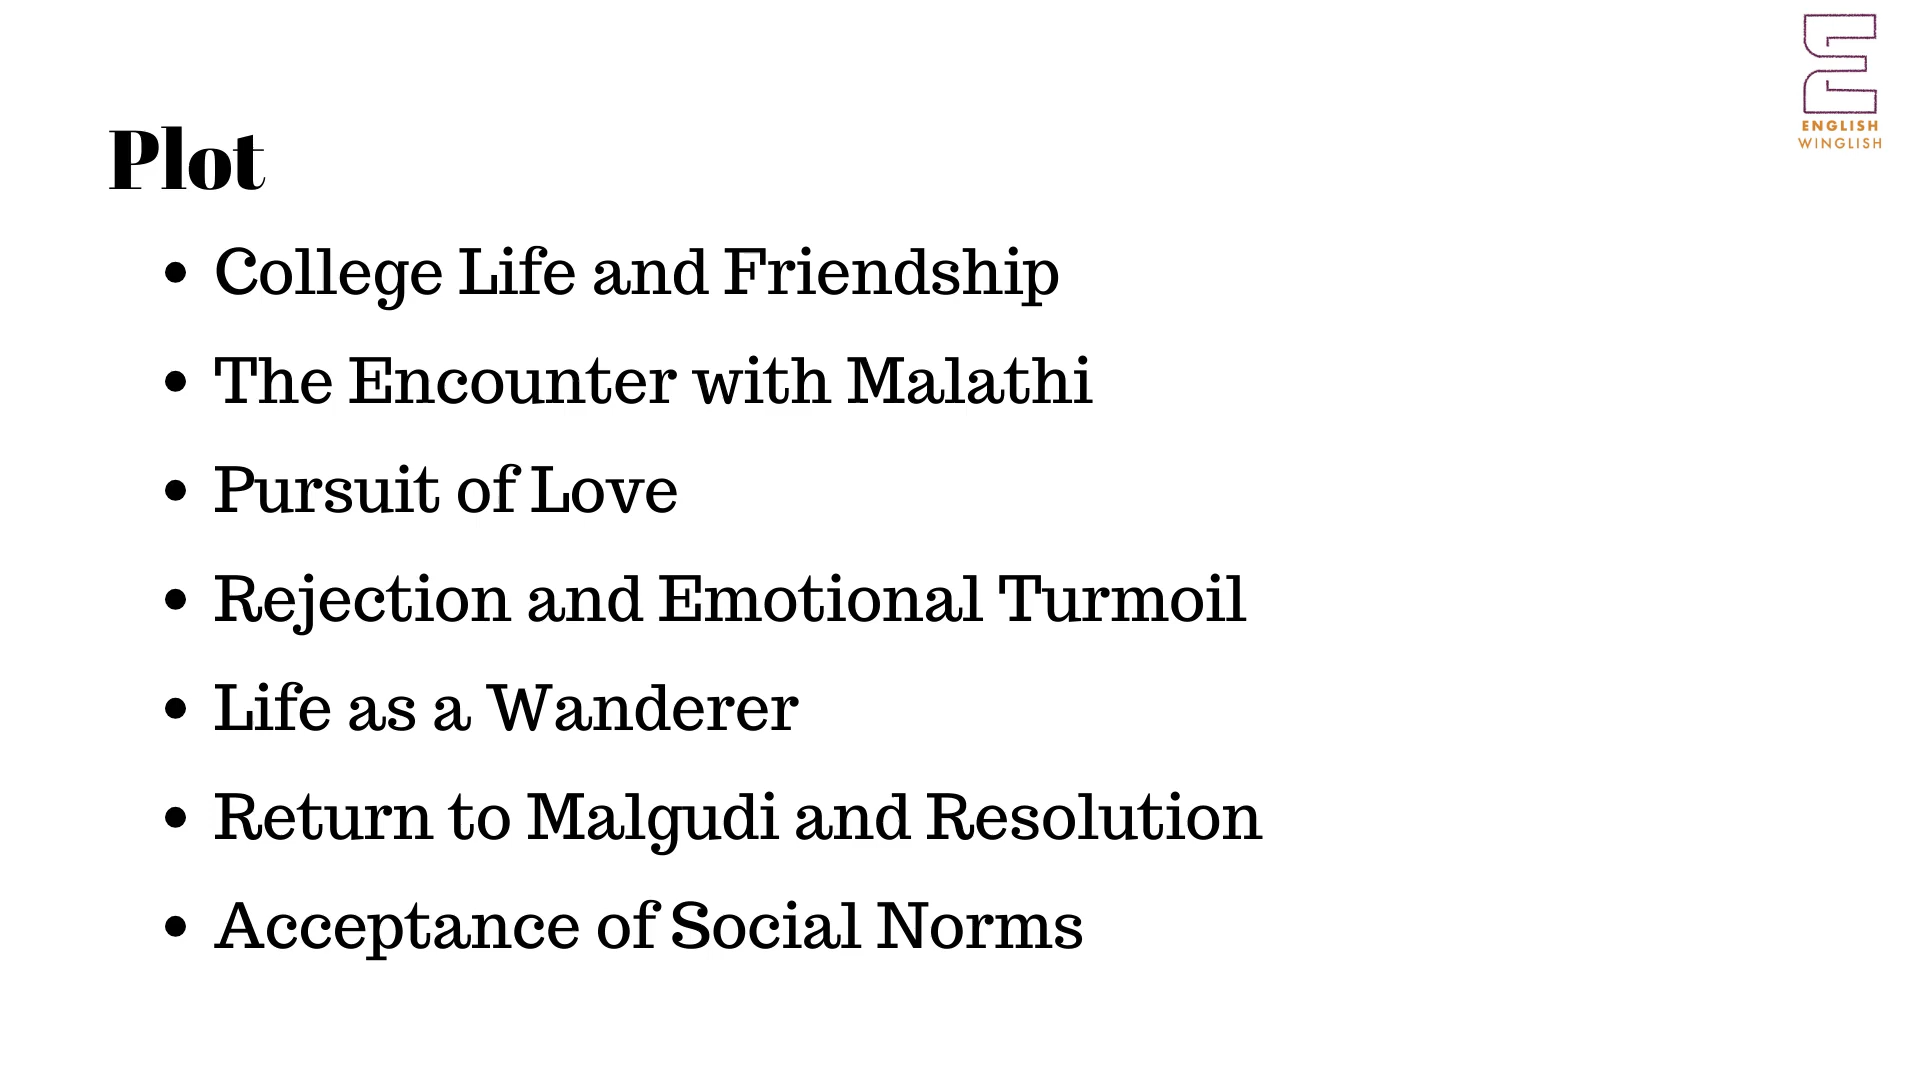 ENGLISH
WINGLISH
Plot
• College Life and Friendship
• The Encounter with Malathi
• Pursuit of Love
• Rejection and Emotional Turmoil
• Life as a Wanderer
• Return to Malgudi and Resolution
• Acceptance of Social Norms